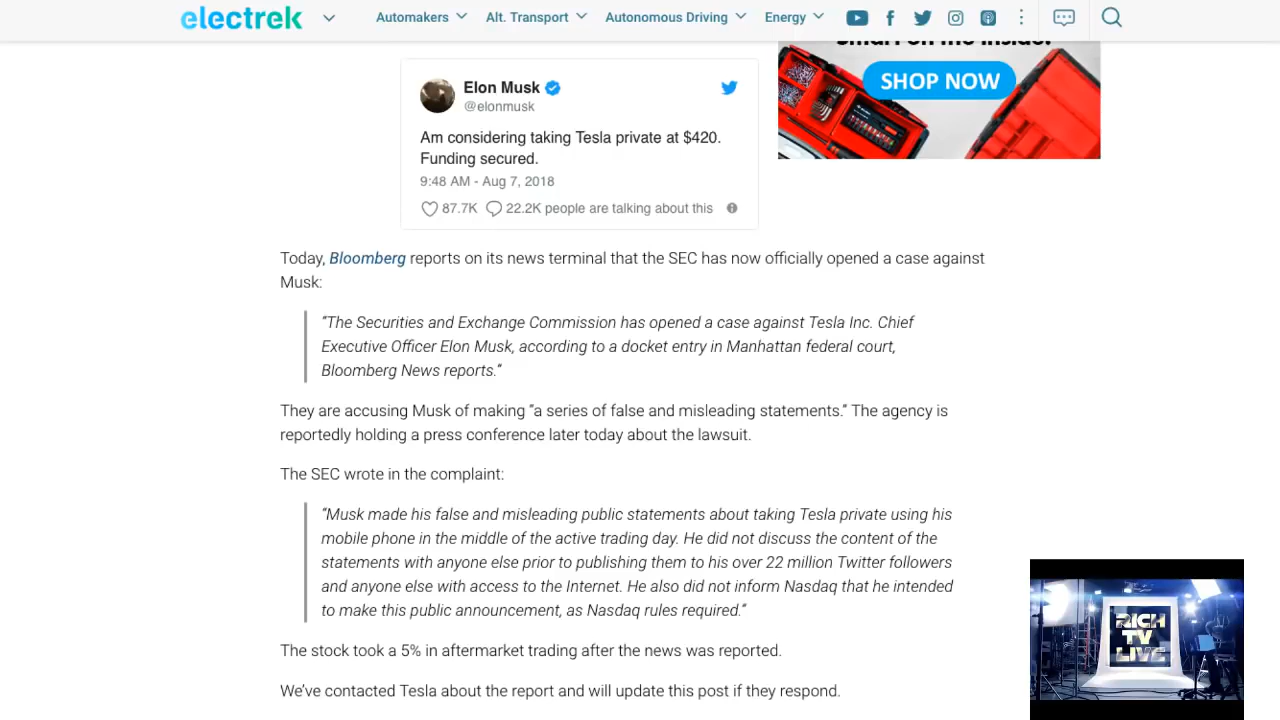 electrek
Automakers
Alt. Transport
Autonomous Driving
Energy
SHOP NOW
Elon Musk
@elonmusk
Am considering taking Tesla private at $420.
Funding secured.
9:48 AM - Aug 7, 2018
87.7K
22.2K people are talking about this
Today, Bloomberg reports on its news terminal that the SEC has now officially opened a case against
Musk:
“The Securities and Exchange Commission has opened a case against Tesla Inc. Chief
Executive Officer Elon Musk, according to a docket entry in Manhattan federal court,
Bloomberg News reports.“
They are accusing Musk of making ”a series of false and misleading statements.” The agency is
reportedly holding a press conference later today about the lawsuit.
The SEC wrote in the complaint:
“Musk made his false and misleading public statements about taking Tesla private using his
mobile phone in the middle of the active trading day. He did not discuss the content of the
statements with anyone else prior to publishing them to his over 22 million Twitter followers
and anyone else with access to the Internet. He also did not inform Nasdaq that he intended
to make this public announcement, as Nasdaq rules required.“
The stock took a 5% in aftermarket trading after the news was reported.
We’ve contacted Tesla about the report and will update this post if they respond.
RICH
TV
LIVE